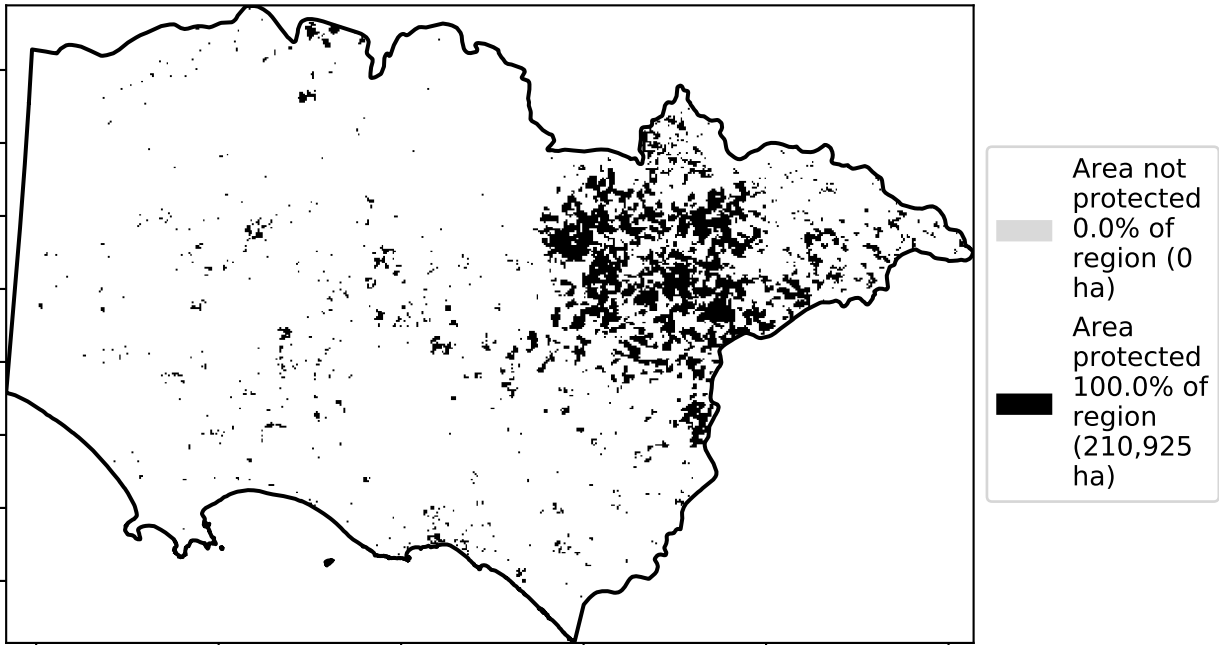 Area not
protected
0.0% of
region (0
ha)
Area
protected
100.0% of
region
(210,925
ha)